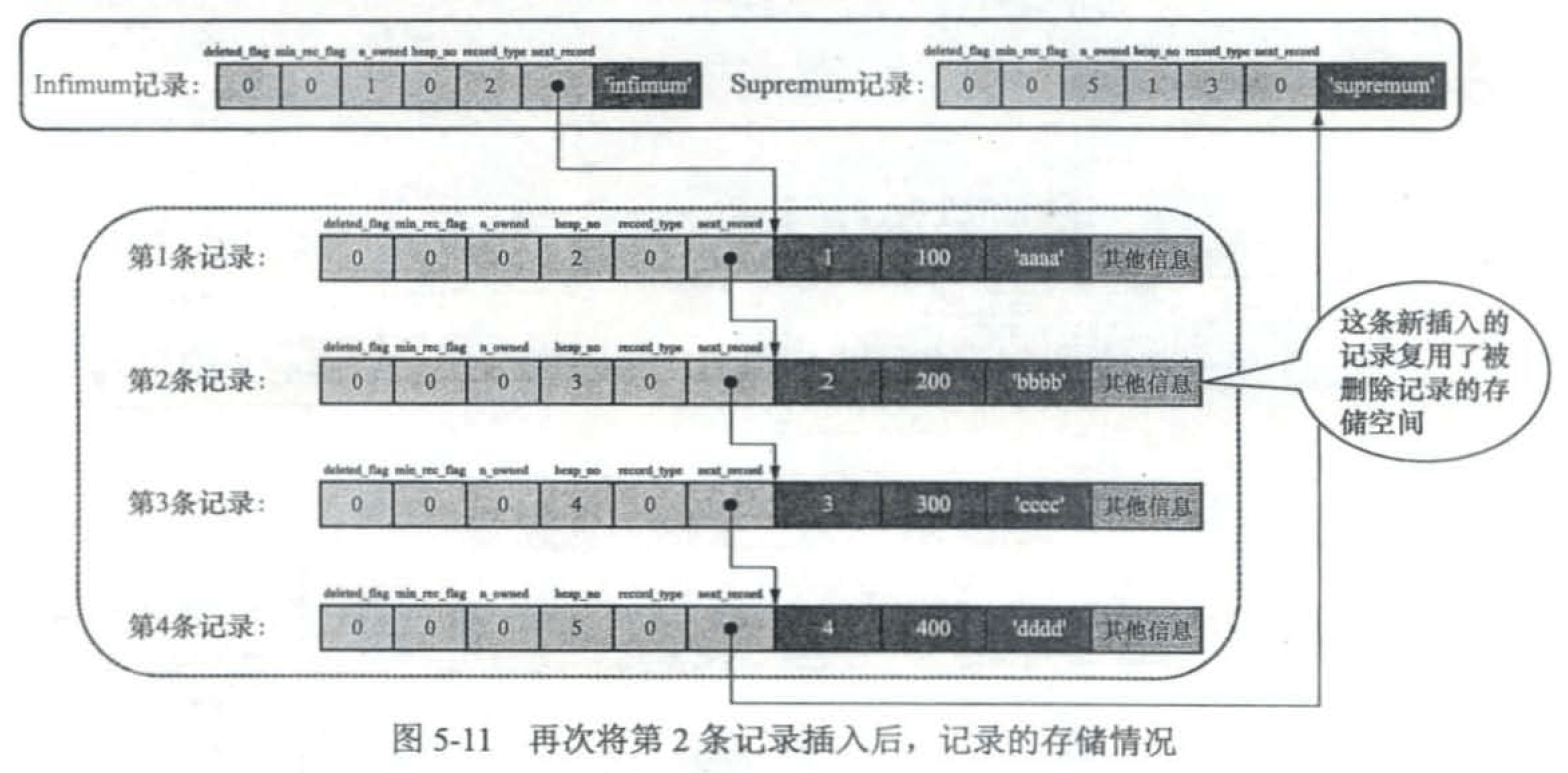 deleted_flag min_rec_flag n_owned heap_no record_type next_record
Infimum记录: 0 0 1 0 2 'infimum'
deleted_flag min_rec_flag n_owned heap_no record_type next_record
Supremum记录: 0 0 5 1 3 0 'supremum'
deleted_flag min_rec_flag n_owned heap_no record_type next_record
第1条记录: 0 0 0 2 0 1 100 'aaaa' 其他信息
deleted_flag min_rec_flag n_owned heap_no record_type next_record
第2条记录: 0 0 0 3 0 2 200 'bbbb' 其他信息
这条新插入的
记录复用了被
删除记录的存
储空间
deleted_flag min_rec_flag n_owned heap_no record_type next_record
第3条记录: 0 0 0 4 0 3 300 'cccc' 其他信息
deleted_flag min_rec_flag n_owned heap_no record_type next_record
第4条记录: 0 0 0 5 0 4 400 'dddd' 其他信息
图 5-11 再次将第 2 条记录插入后，记录的存储情况